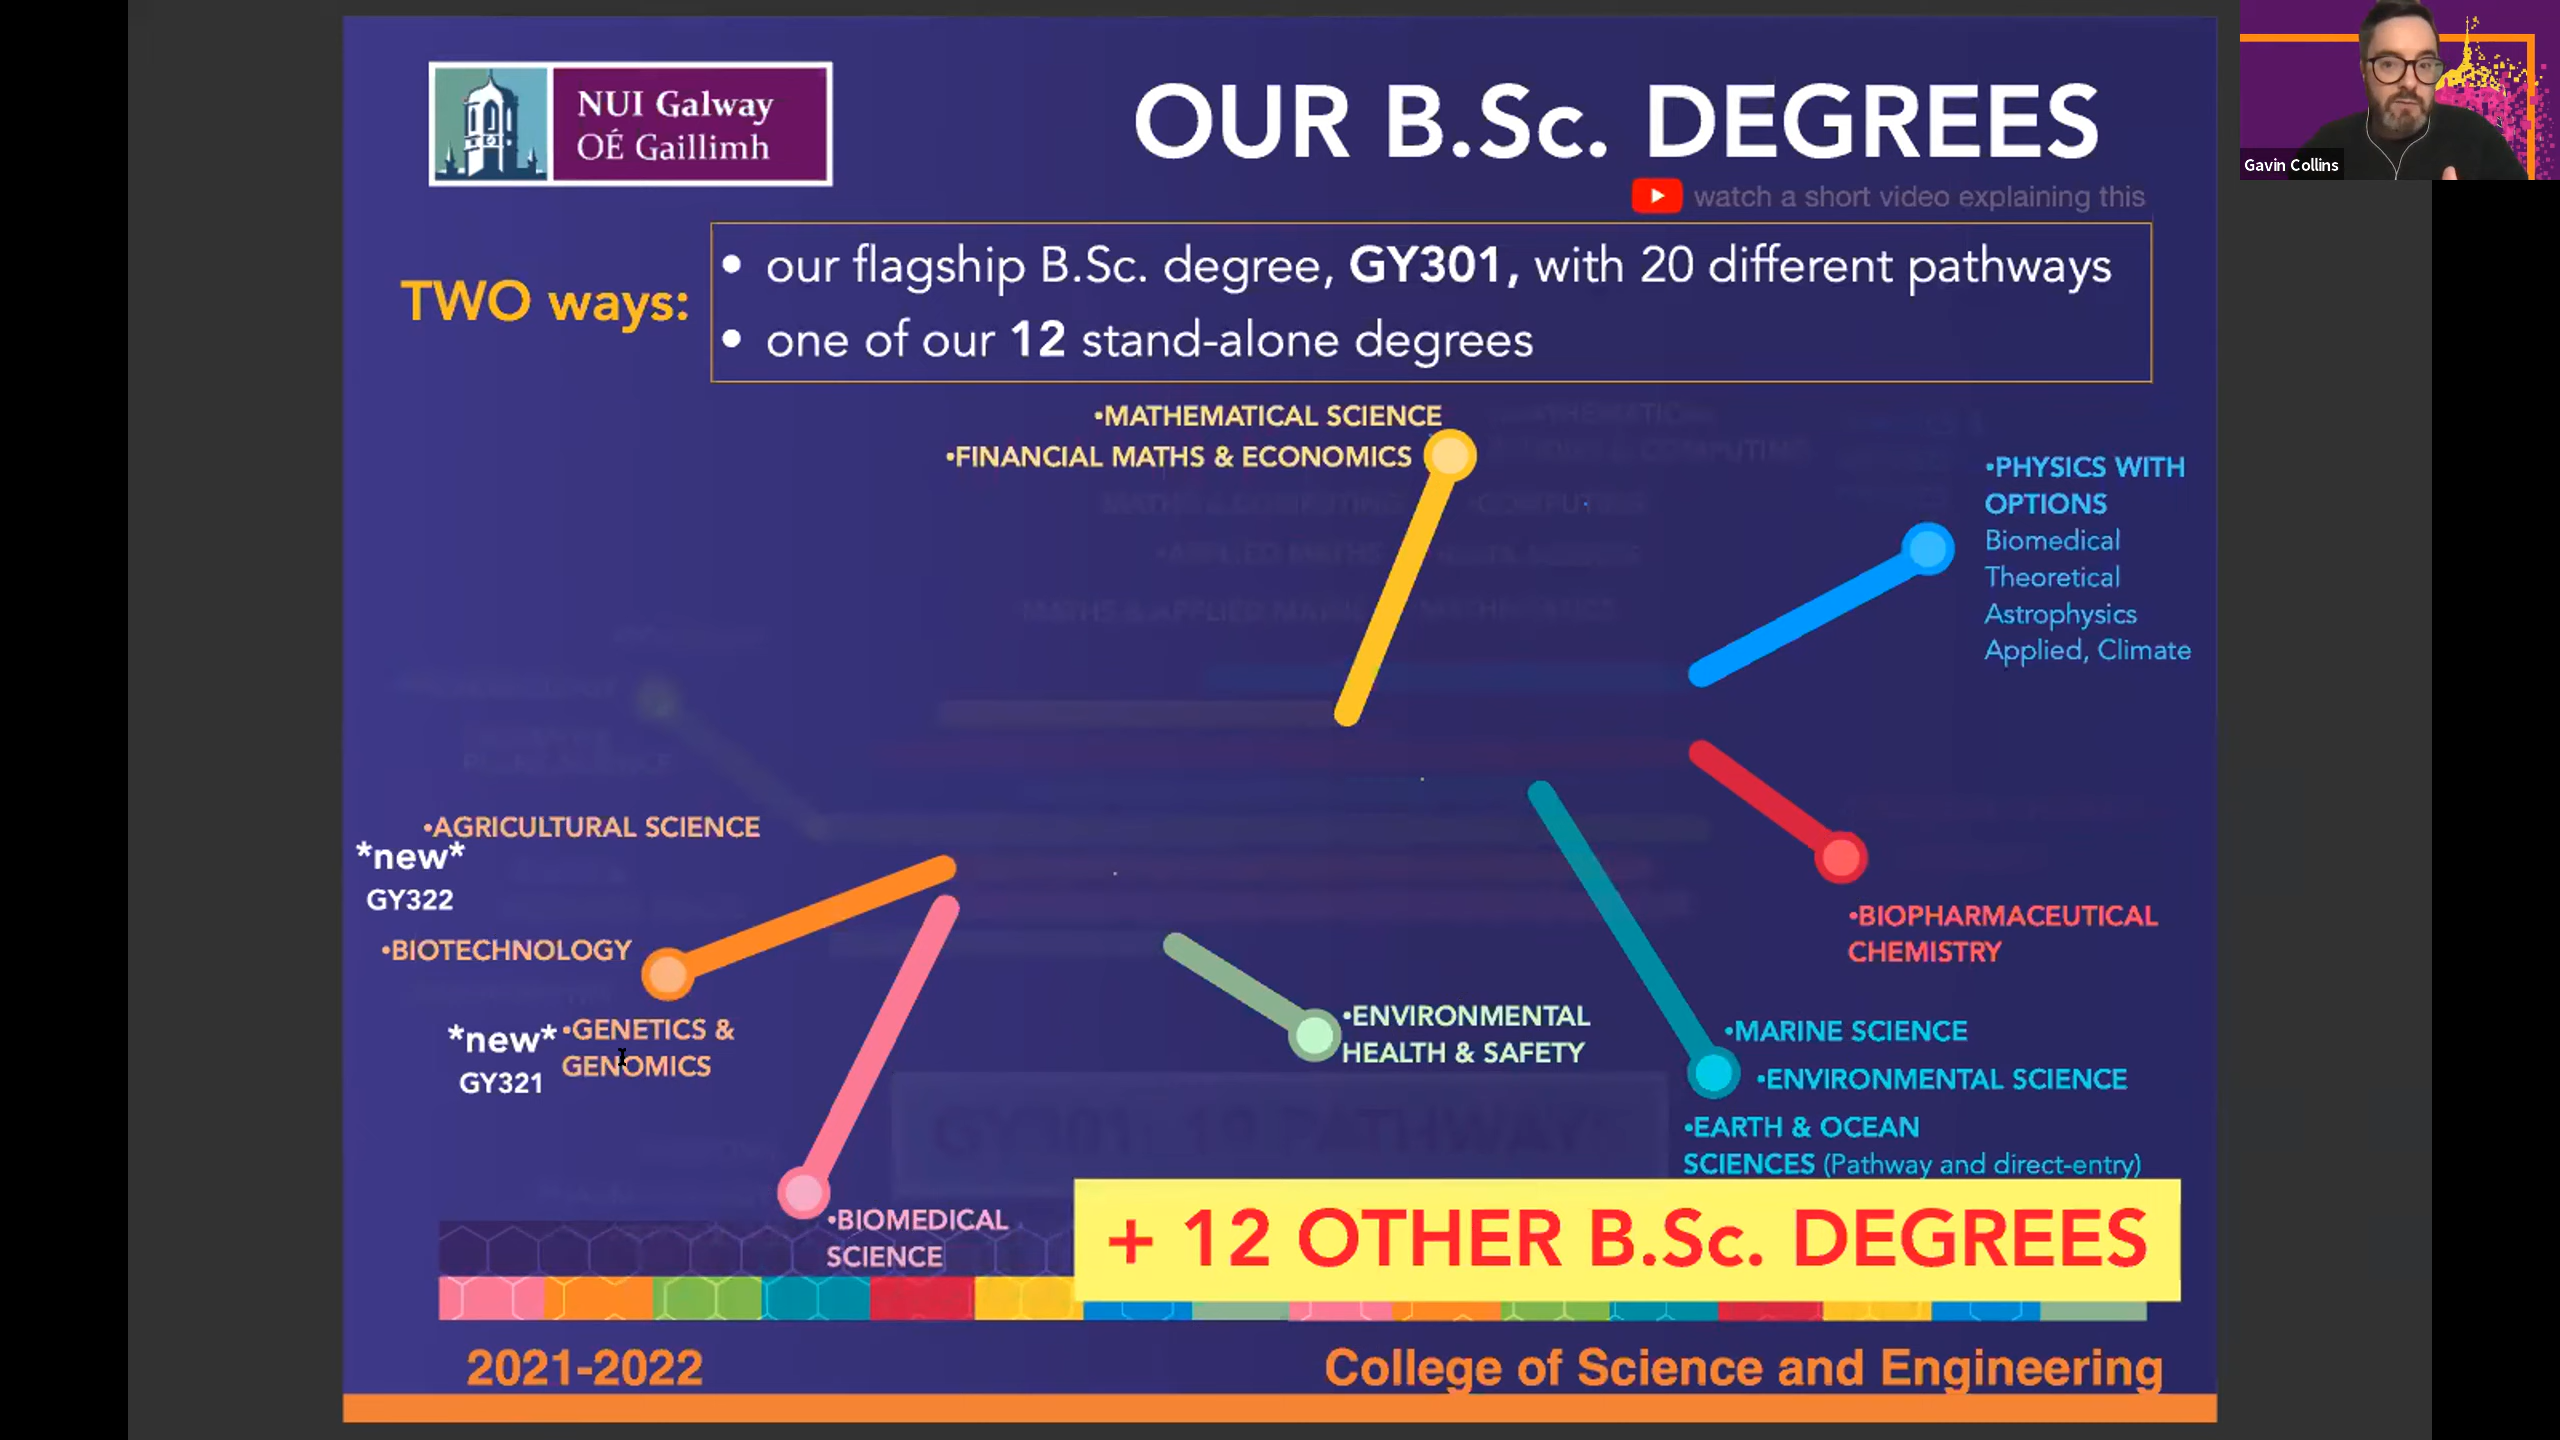 NUI Galway
OÉ Gaillimh
OUR B.Sc. DEGREES
watch a short video explaining this
Gavin Collins
TWO ways:
• our flagship B.Sc. degree, GY301, with 20 different pathways
• one of our 12 stand-alone degrees
•MATHEMATICAL SCIENCE
•FINANCIAL MATHS & ECONOMICS
•PHYSICS WITH
OPTIONS
Biomedical
Theoretical
Astrophysics
Applied, Climate
•AGRICULTURAL SCIENCE
*new*
GY322
•BIOTECHNOLOGY
*new*
GY321
•GENETICS &
GENOMICS
•BIOPHARMACEUTICAL
CHEMISTRY
•ENVIRONMENTAL
HEALTH & SAFETY
•MARINE SCIENCE
•ENVIRONMENTAL SCIENCE
•EARTH & OCEAN
SCIENCES (Pathway and direct-entry)
•BIOMEDICAL
SCIENCE
+ 12 OTHER B.Sc. DEGREES
2021-2022
College of Science and Engineering